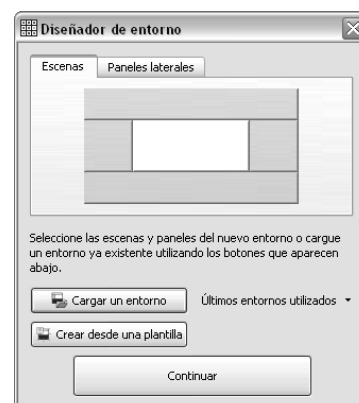 Diseñador de entorno
Escenas Paneles laterales
Seleccione las escenas y paneles del nuevo entorno o cargue
un entorno ya existente utilizando los botones que aparecen
abajo.
Cargar un entorno Últimos entornos utilizados
Crear desde una plantilla
Continuar